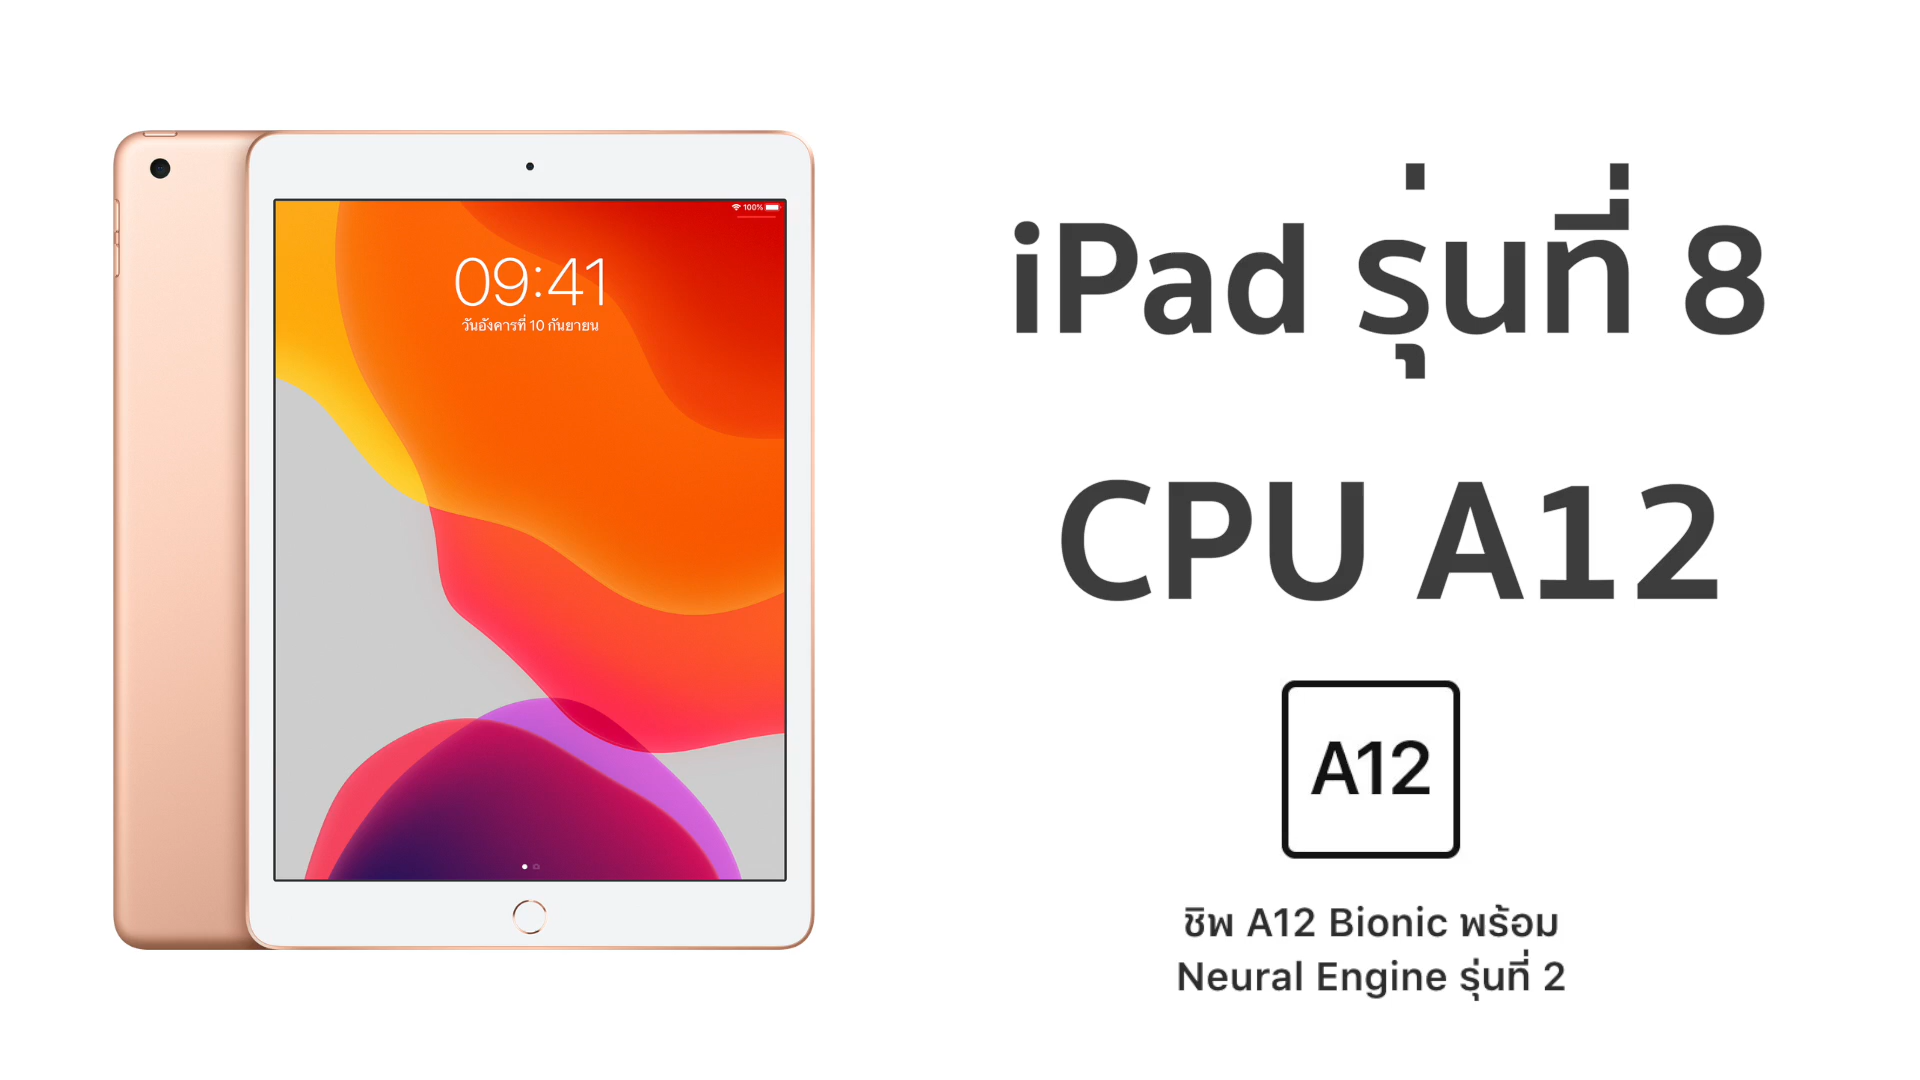 100%
09:41
วันอังคารที่ 10 กันยายน
iPad รุ่นที่ 8
CPU A12
A12
ชิพ A12 Bionic พร้อม
Neural Engine รุ่นที่ 2